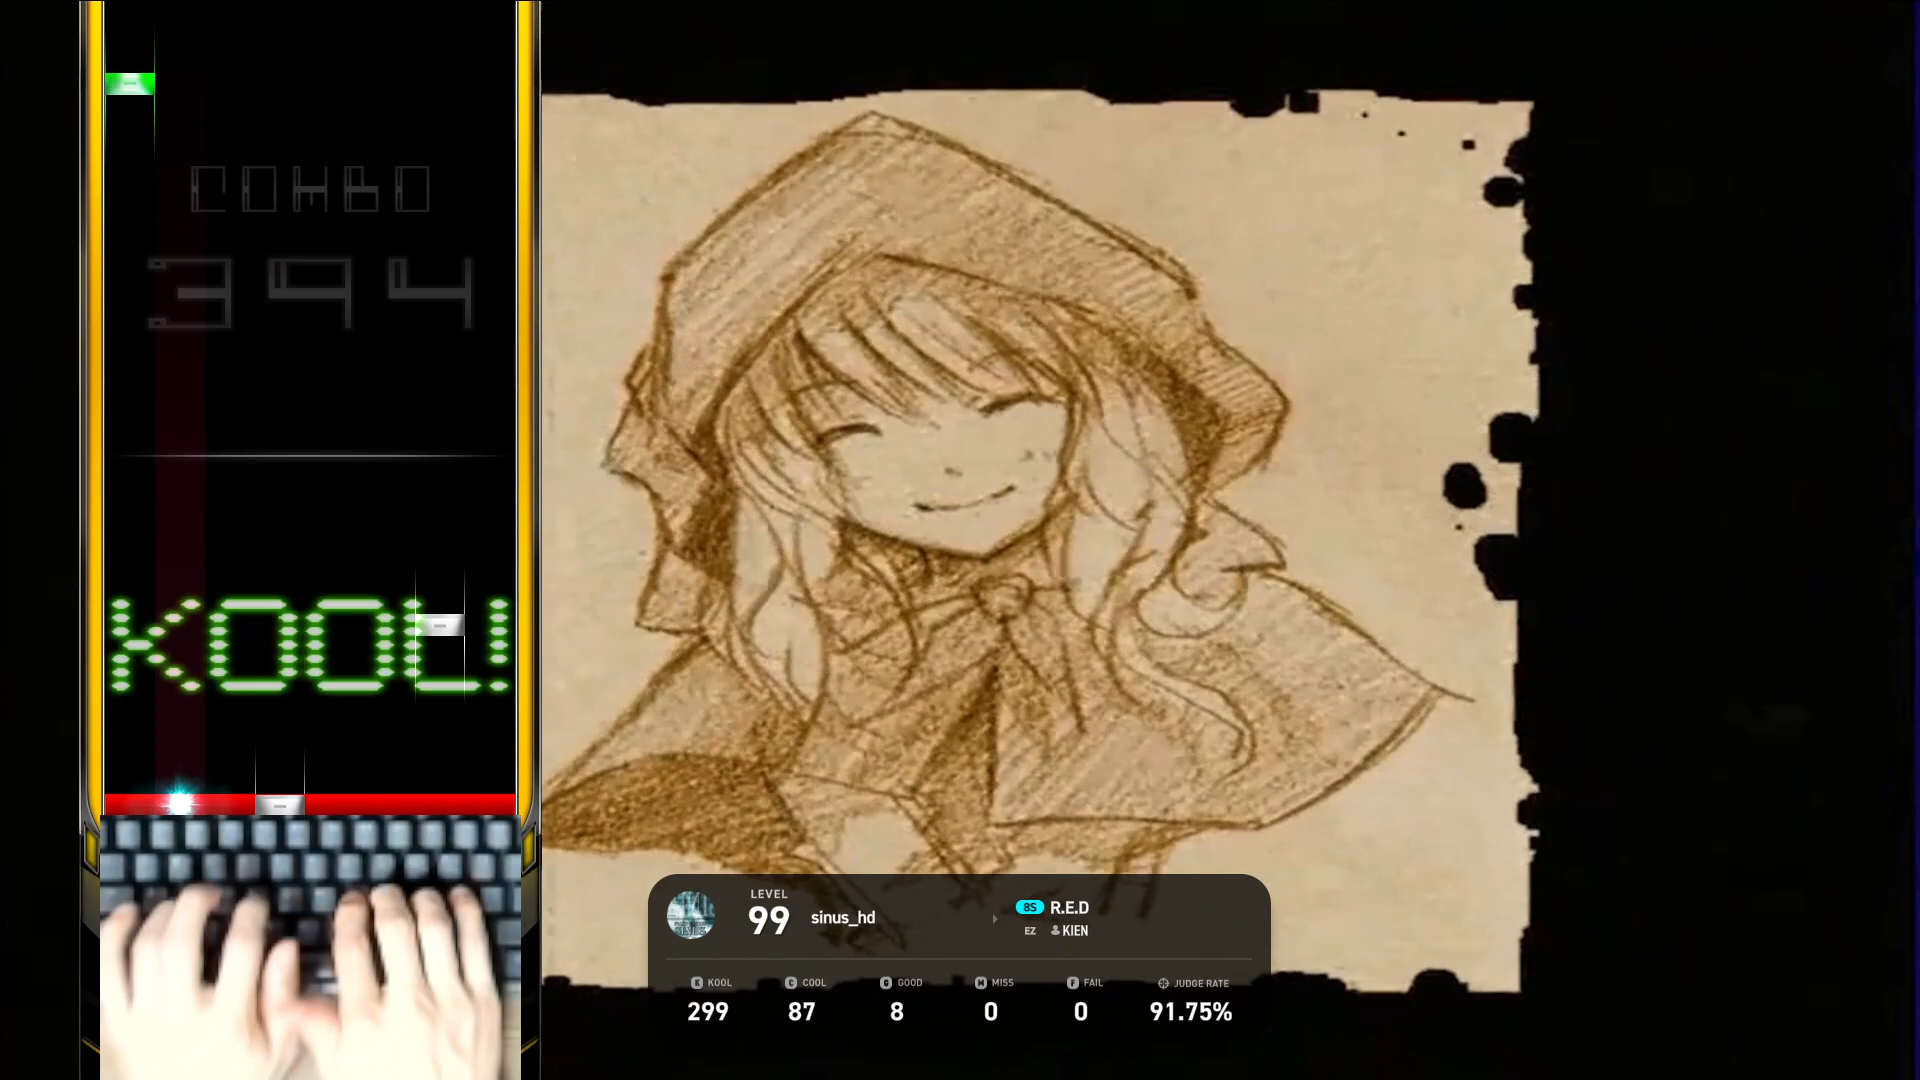 COMBO
394
KOOL!
LEVEL
99
sinus_hd
8S R.E.D
EZ KIEN
K KOOL
C COOL
G GOOD
M MISS
F FAIL
JUDGE RATE
299
87
8
0
0
91.75%